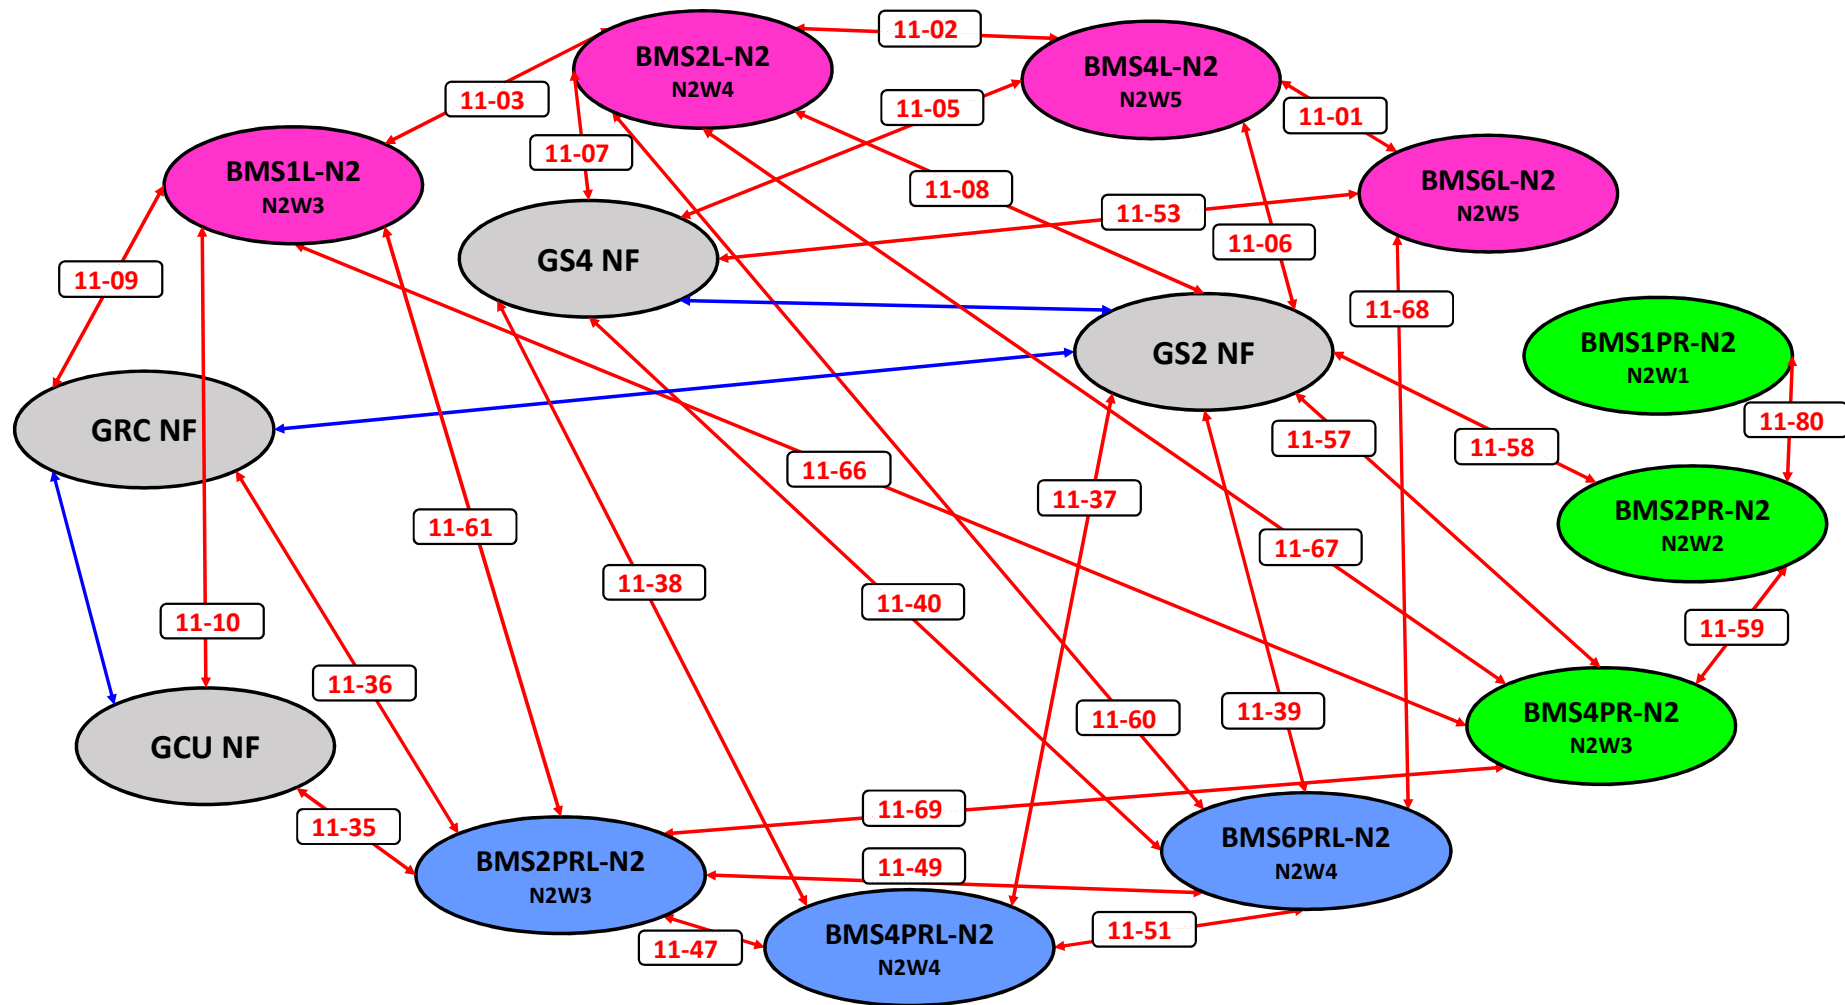 11-02
BMS2L-N2
N2W4
BMS4L-N2
N2W5
11-03
11-05
11-01
11-07
BMS1L-N2
N2W3
11-08
BMS6L-N2
N2W5
11-53
11-06
GS4 NF
11-09
11-68
GS2 NF
BMS1PR-N2
N2W1
11-80
GRC NF
11-57
11-58
11-66
11-37
BMS2PR-N2
N2W2
11-61
11-67
11-38
11-40
11-10
11-59
11-36
11-60
11-39
BMS4PR-N2
N2W3
GCU NF
11-69
11-35
BMS6PRL-N2
N2W4
BMS2PRL-N2
N2W3
11-49
11-51
BMS4PRL-N2
N2W4
11-47